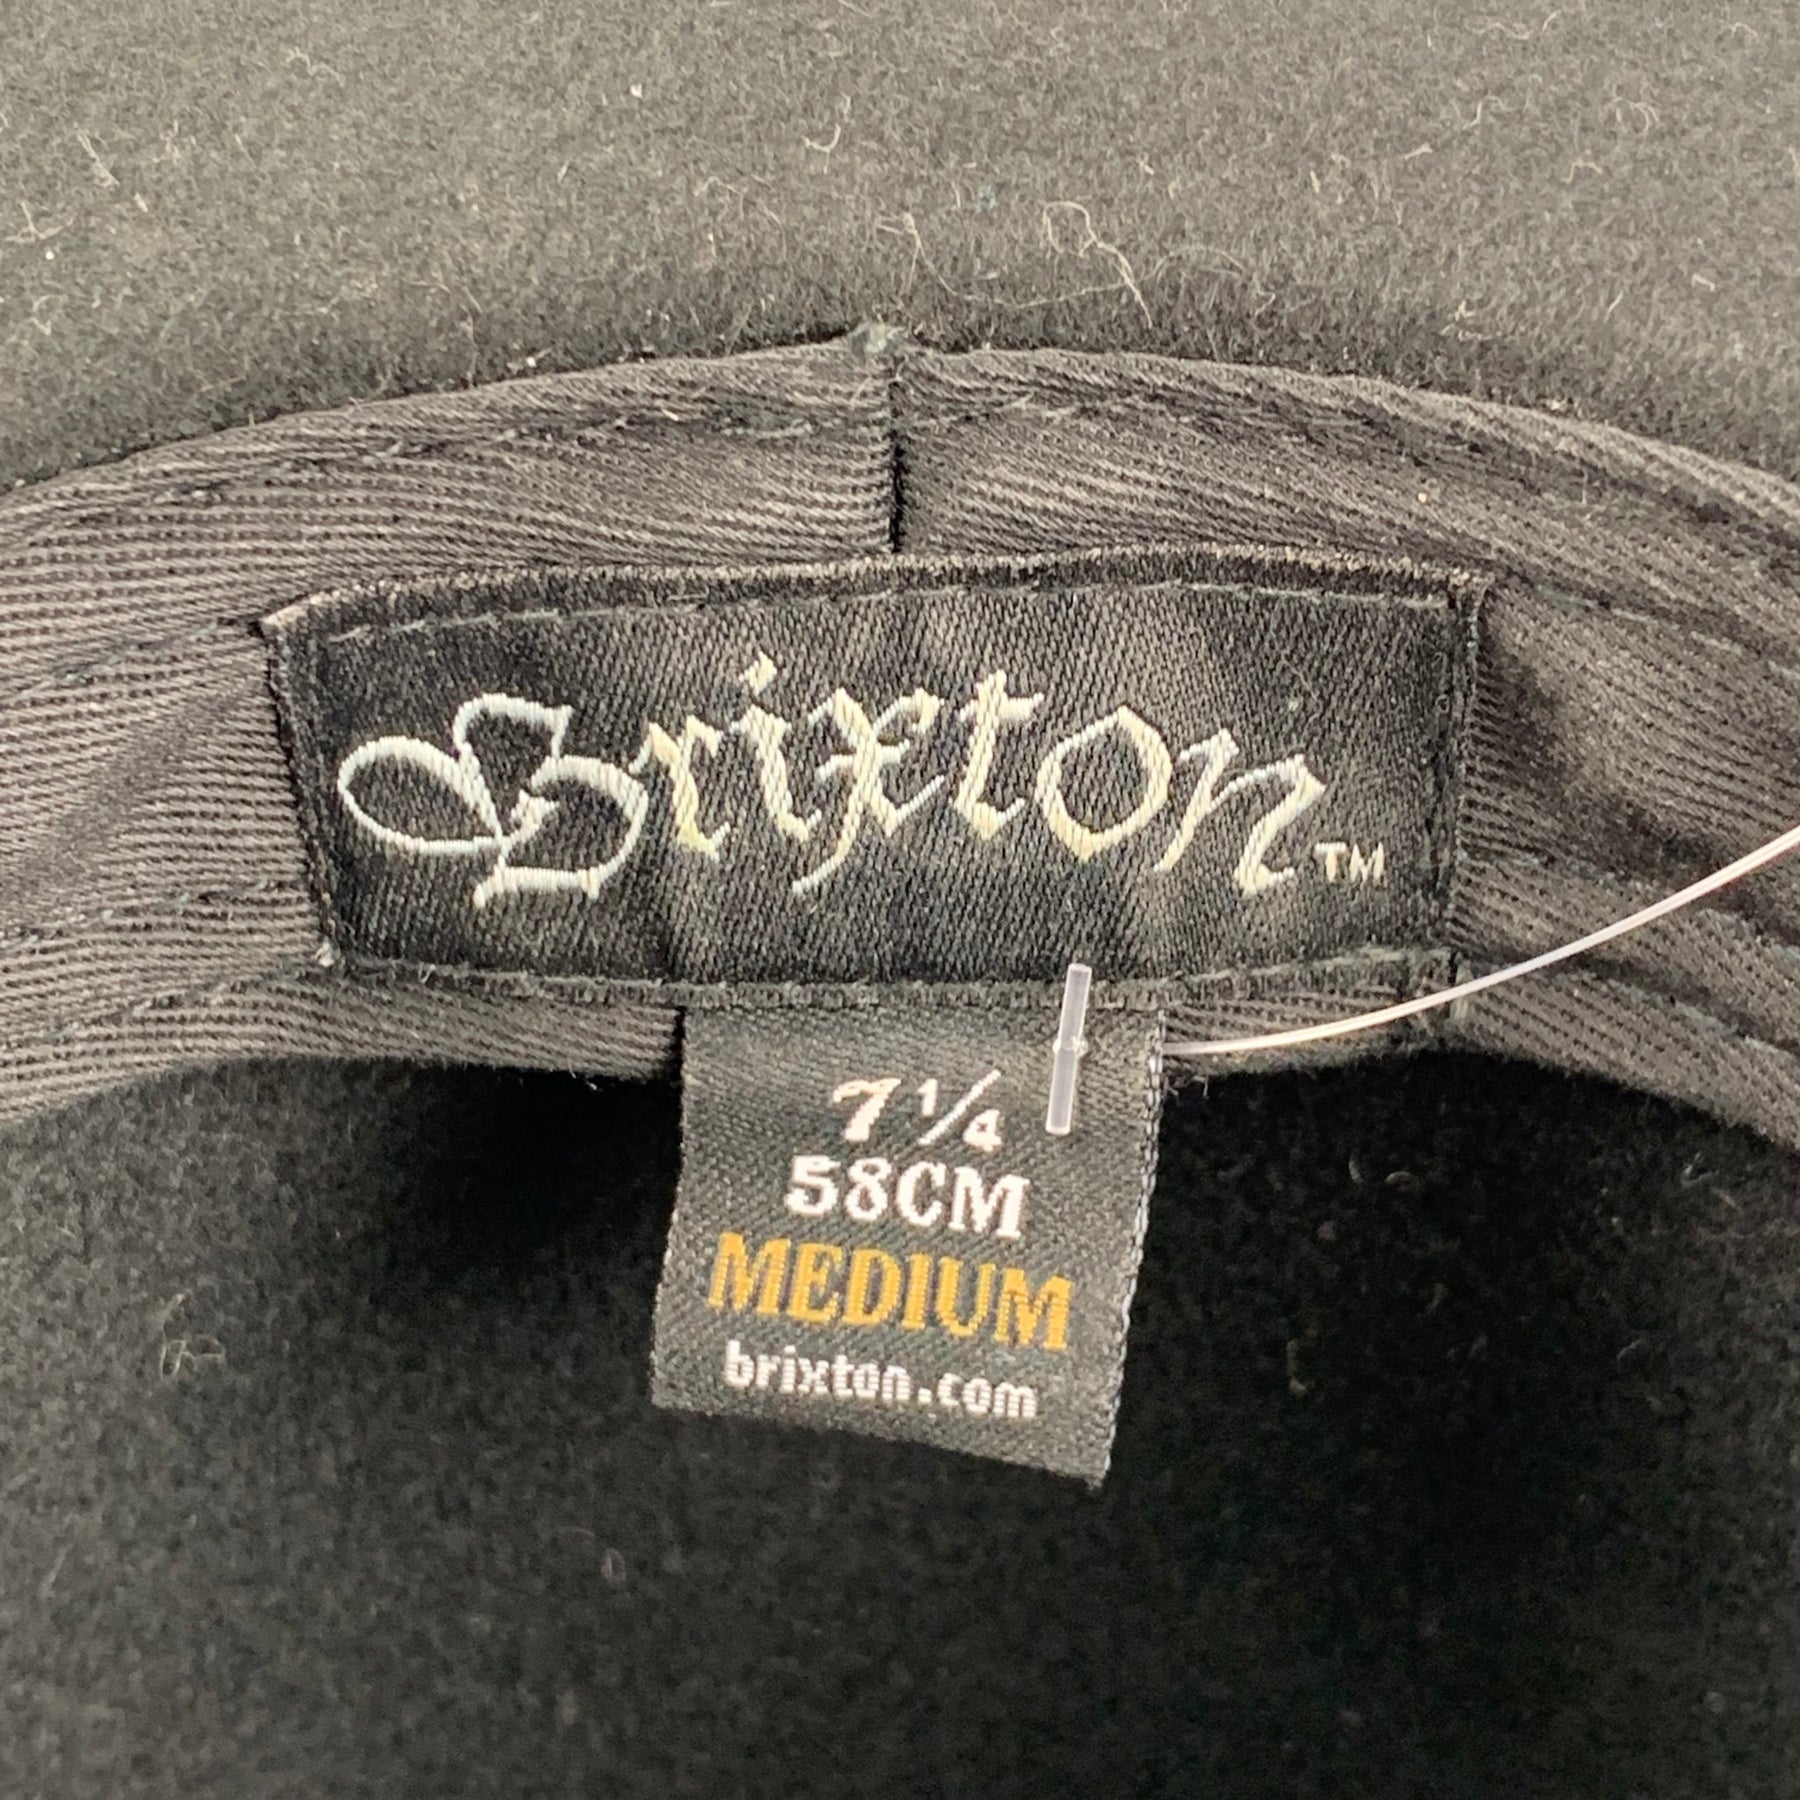 Brixton™
7 1/4
58CM
MEDIUM
brixton.com